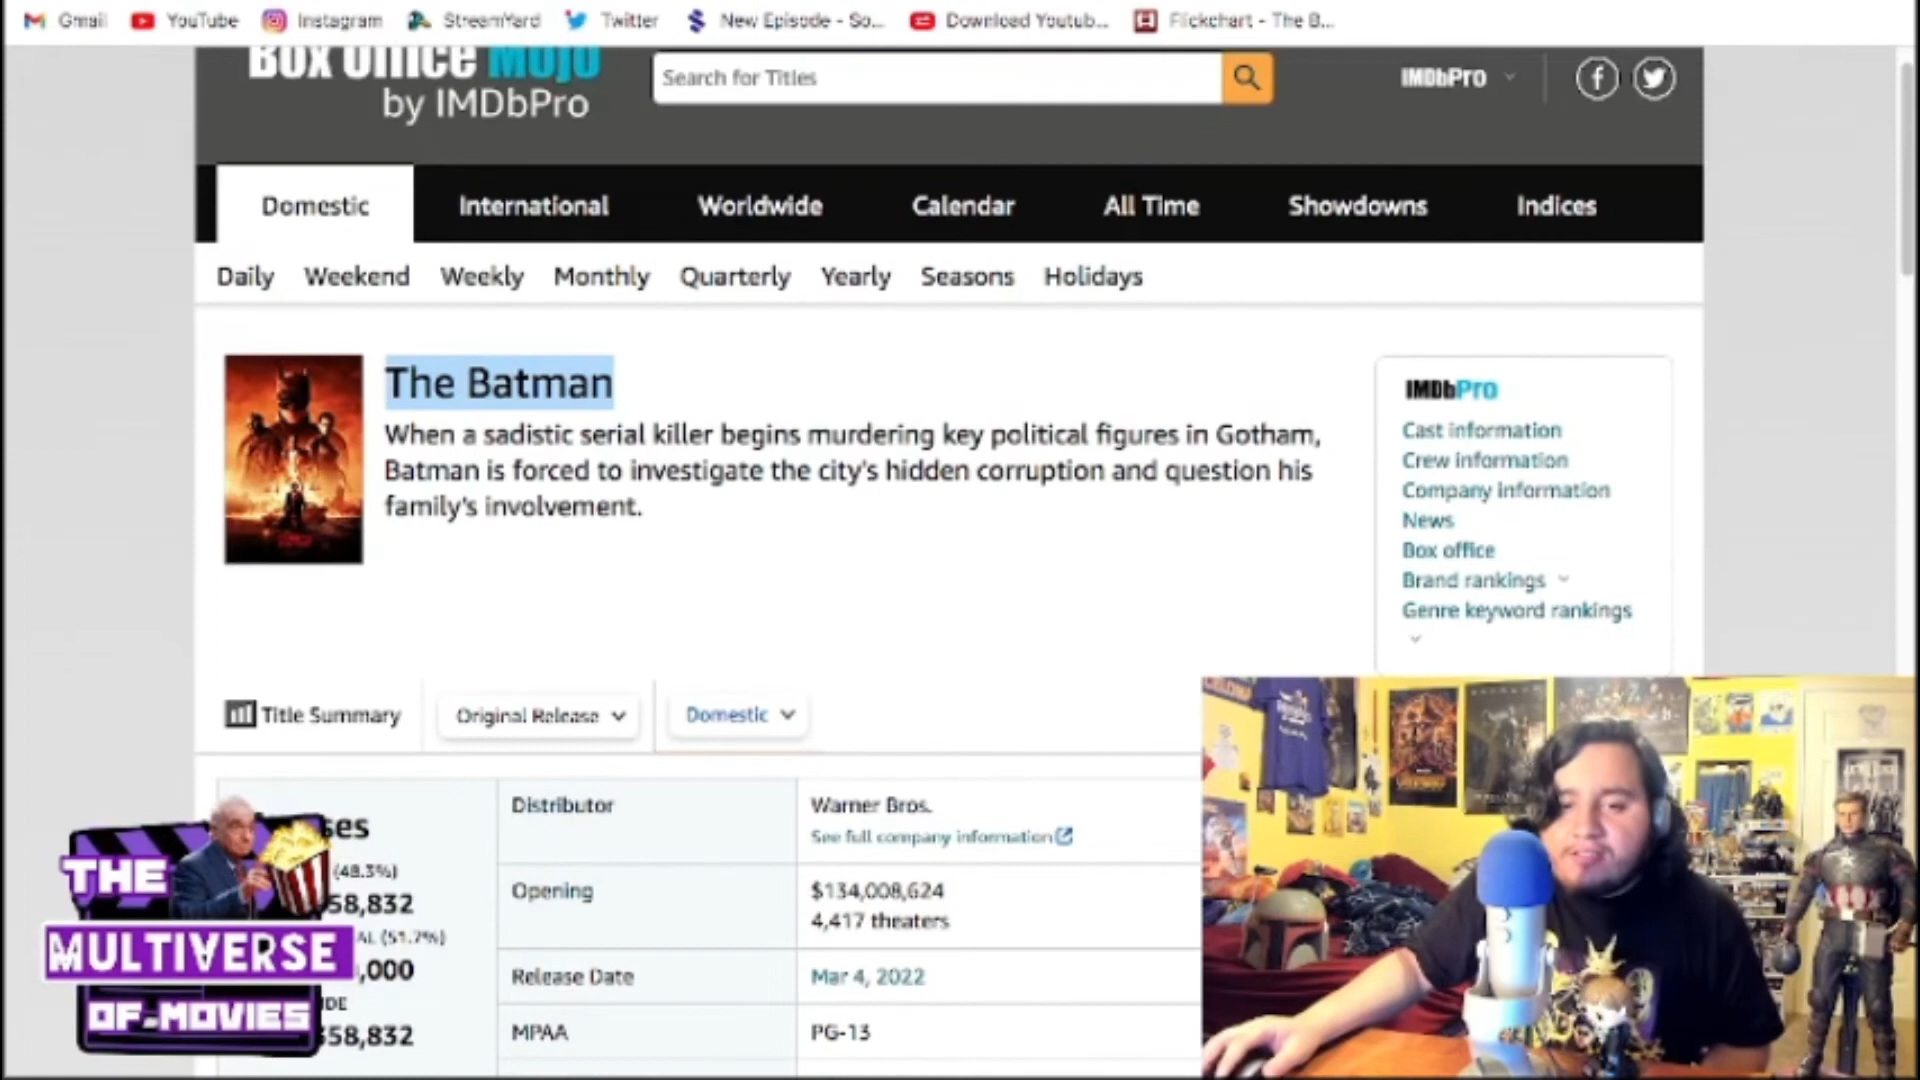 Gmail YouTube Instagram StreamYard Twitter New Episode - So... Download Youtub... Flickchart - The B...
Box Office Mojo
by IMDbPro
Search for Titles
IMDbPro
Domestic International Worldwide Calendar All Time Showdowns Indices
Daily Weekend Weekly Monthly Quarterly Yearly Seasons Holidays
The Batman
When a sadistic serial killer begins murdering key political figures in Gotham,
Batman is forced to investigate the city's hidden corruption and question his
family's involvement.
IMDbPro
Cast information
Crew information
Company information
News
Box office
Brand rankings
Genre keyword rankings
Title Summary Original Release Domestic
ses
(48.3%)
58,832
AL (51.7%)
,000
DE
58,832
Distributor Warner Bros.
See full company information
Opening $134,008,624
4,417 theaters
Release Date Mar 4, 2022
MPAA PG-13
THE
MULTIVERSE
OF-MOVIES